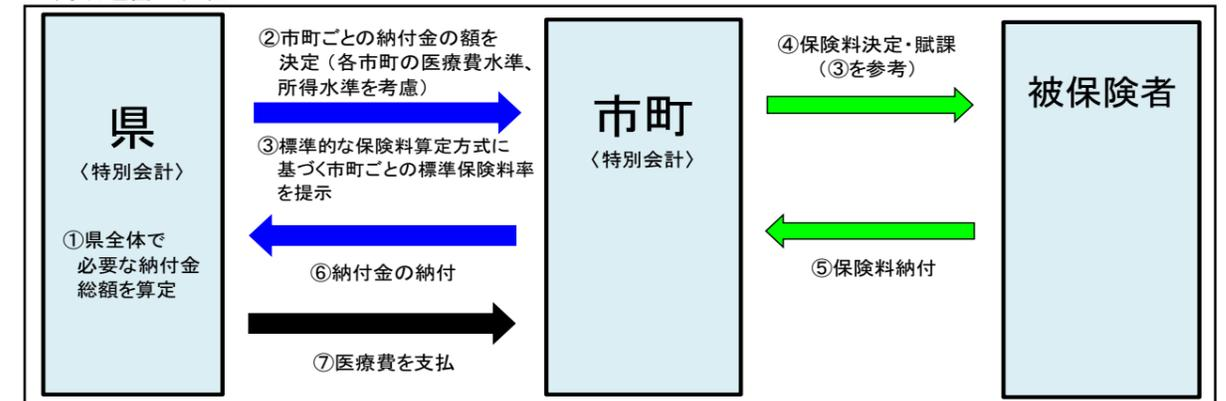 県
〈特別会計〉
①県全体で
必要な納付金
総額を算定
②市町ごとの納付金の額を
決定（各市町の医療費水準、
所得水準を考慮）
③標準的な保険料算定方式に
基づく市町ごとの標準保険料率
を提示
⑥納付金の納付
⑦医療費を支払
市町
〈特別会計〉
④保険料決定・賦課
（③を参考）
⑤保険料納付
被保険者